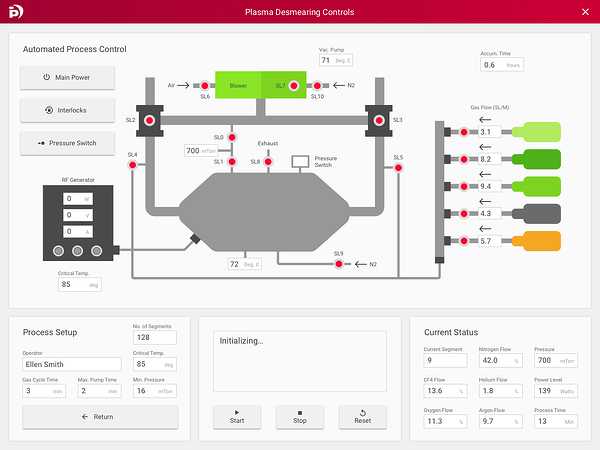 Plasma Desmearing Controls
Automated Process Control
Vac. Pump
71 Deg. C
Accum. Time
0.6 hours
Main Power
Interlocks
Pressure Switch
Air
SL6
Blower
SL7
SL10
N2
SL2
SL3
SL0
700 mTorr
SL1
Exhaust
SL8
Pressure
Switch
SL4
SL5
Gas Flow (SL/M)
3.1
8.2
9.4
4.3
5.7
RF Generator
0 W
0 V
0 A
Critical Temp.
85 deg
72 Deg. C
SL9
N2
Process Setup
No. of Segments
128
Operator
Ellen Smith
Critical Temp.
85 deg
Gas Cycle Time
3 min
Max. Pump Time
2 min
Min. Pressure
16 mTorr
Return
Initializing...
Start
Stop
Reset
Current Status
Current Segment
9
Nitrogen Flow
42.0 %
Pressure
700 mTorr
CF4 Flow
13.6 %
Helium Flow
1.8 %
Power Level
139 Watts
Oxygen Flow
11.3 %
Argon Flow
9.7 %
Process Time
13 Min